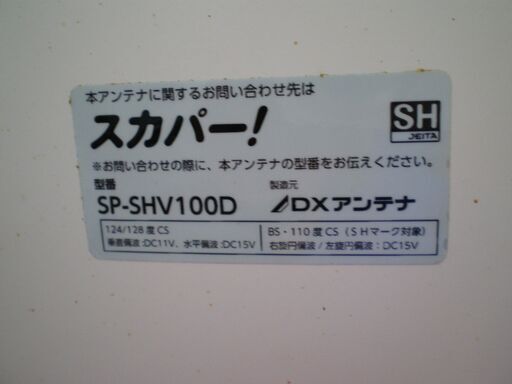 本アンテナに関するお問い合わせ先は
スカパー!
SH
JEITA
※お問い合わせの際に、本アンテナの型番をお伝えください。
型番
SP-SHV100D
製造元
DXアンテナ
124/128度CS
垂直偏波:DC11V、水平偏波:DC15V
BS・110度CS(SHマーク対象)
右旋円偏波/左旋円偏波:DC15V